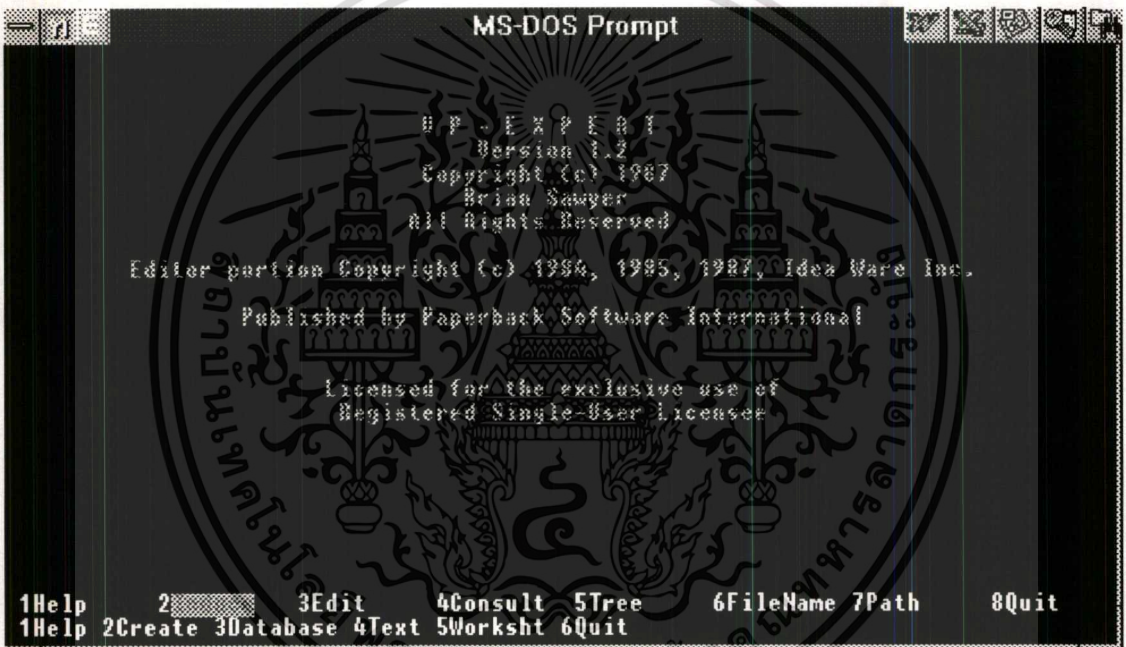 MS-DOS Prompt
VP-EXPERT
Version 1.2
Copyright (c) 1987
Brian Sawyer
All Rights Reserved
Editor portion Copyright (c) 1984, 1985, 1987, Idea Ware Inc.
Published by Paperback Software International
Licensed for the exclusive use of
Registered Single-User Licensee
1Help 2 3Edit 4Consult 5Tree 6FileName 7Path 8Quit
1Help 2Create 3Database 4Text 5Worksht 6Quit